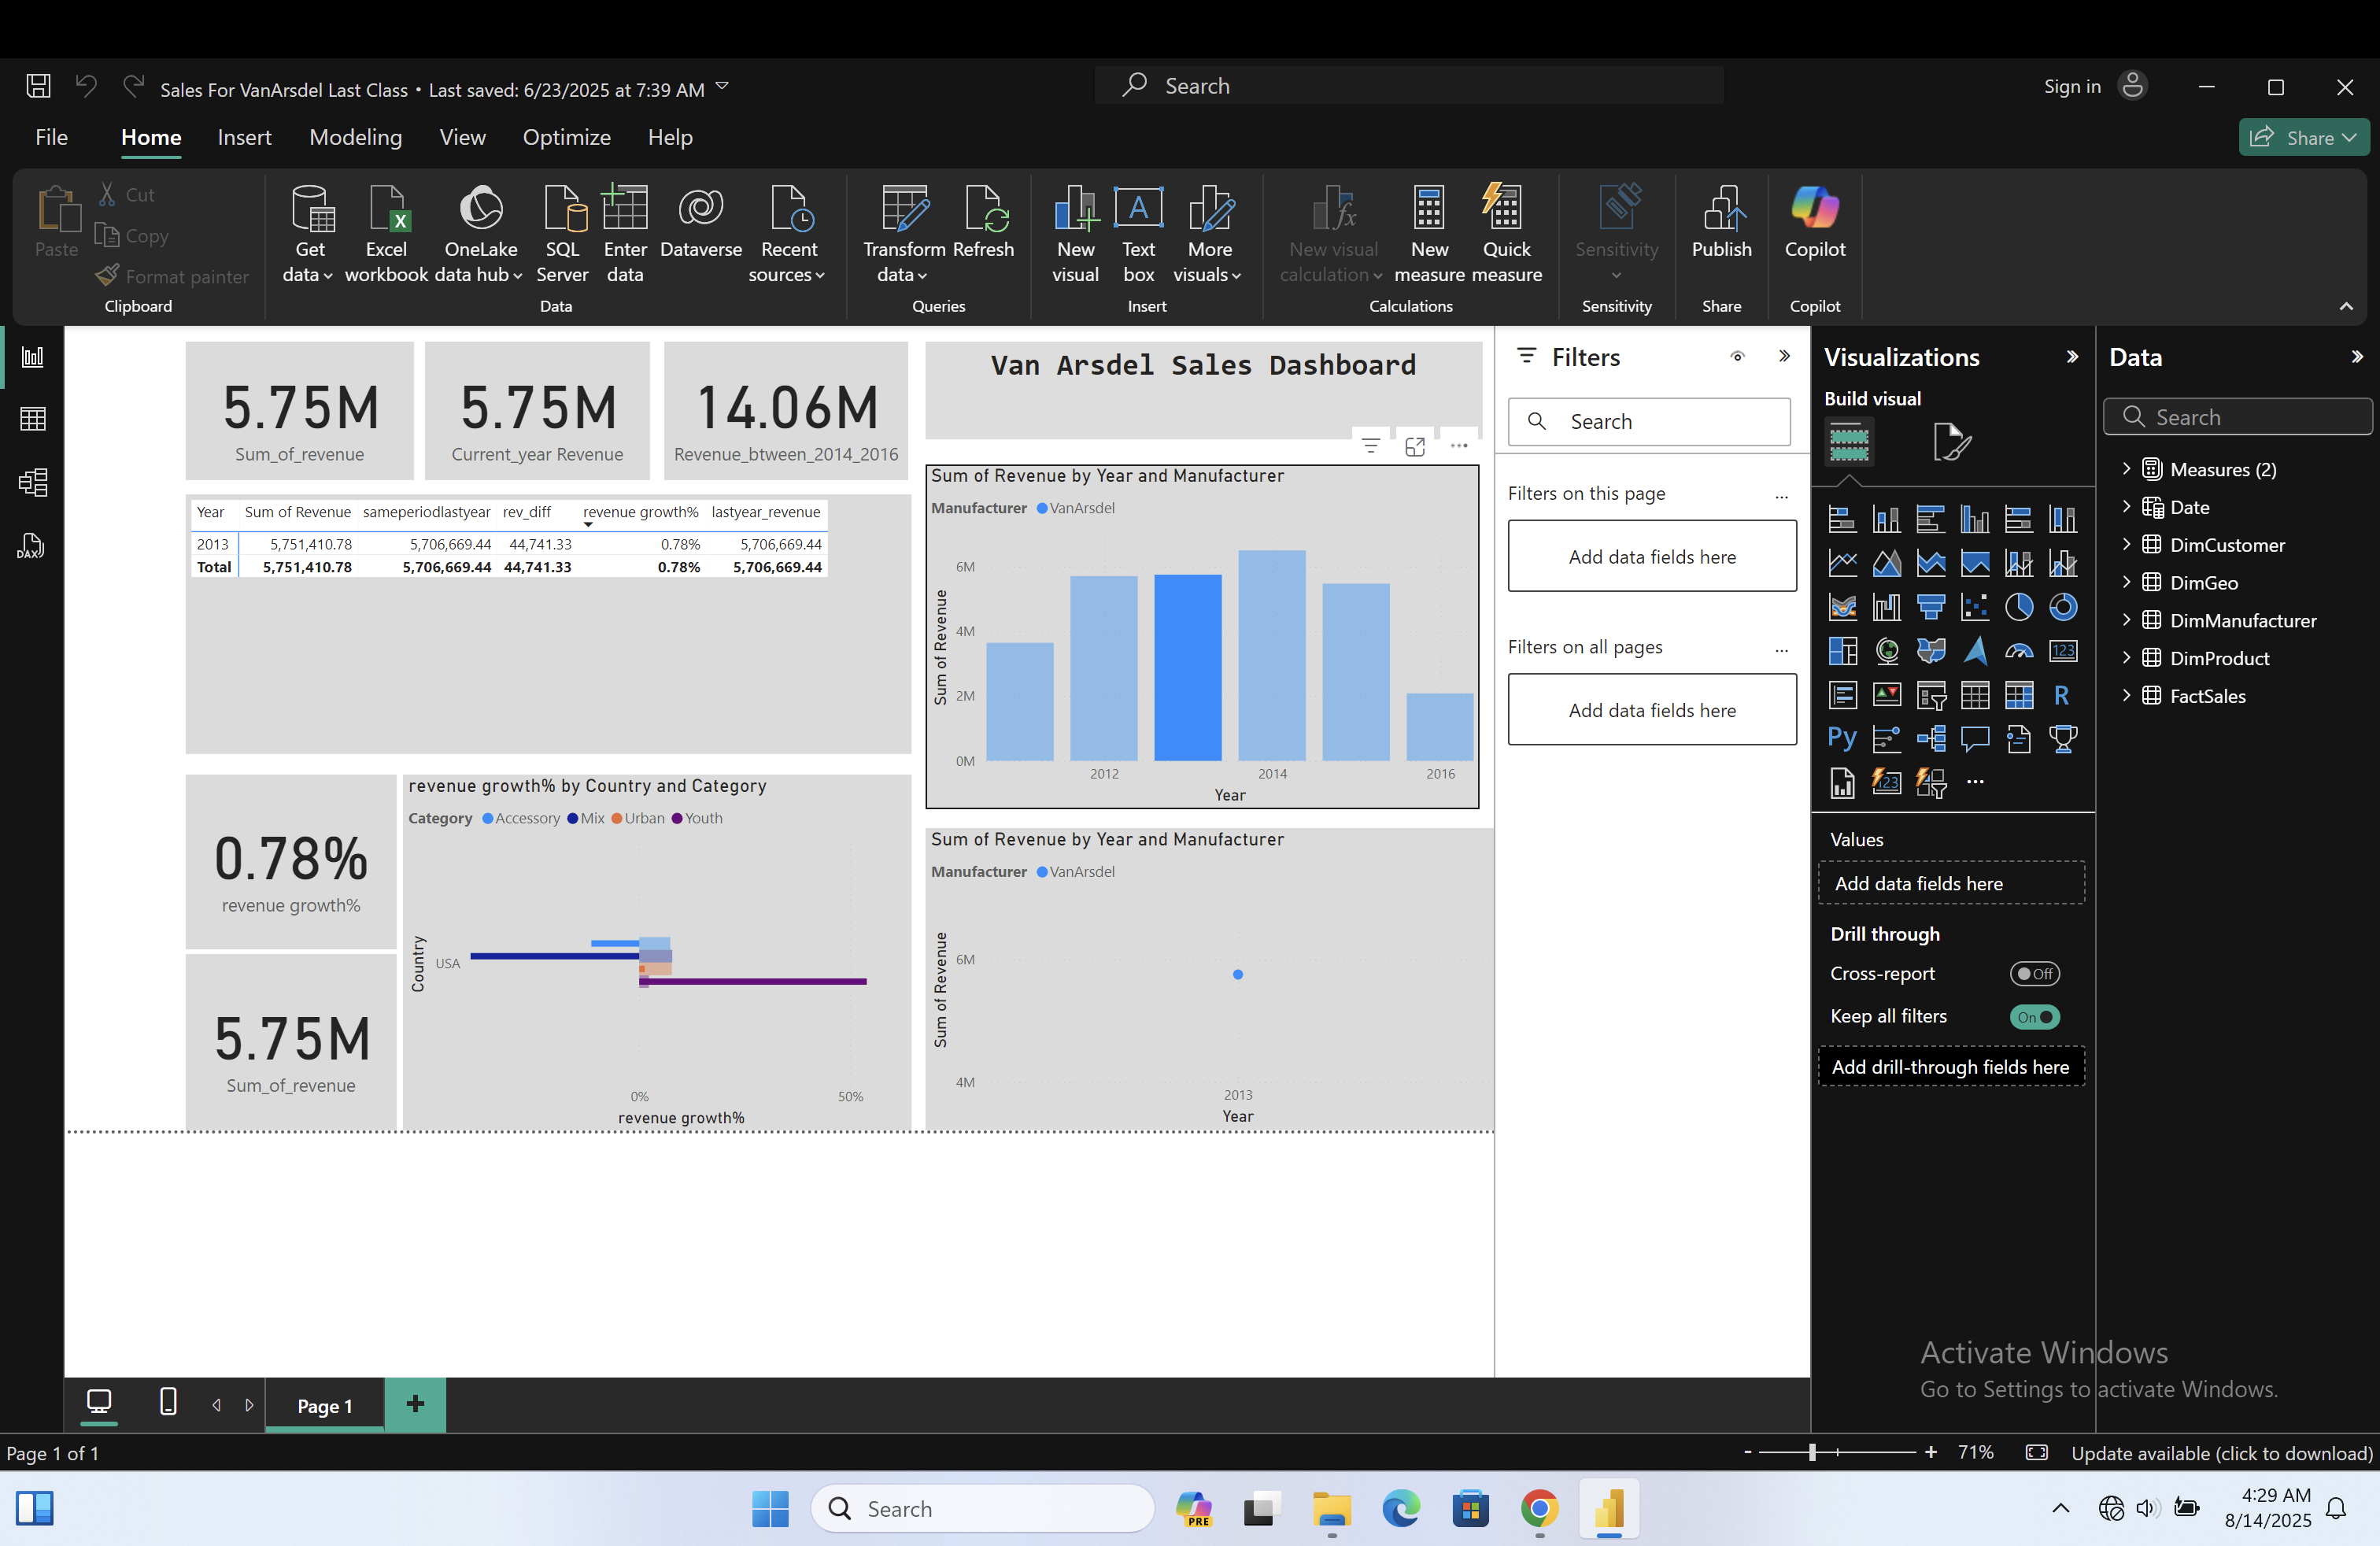 Sales For VanArsdel Last Class • Last saved: 6/23/2025 at 7:39 AM
Search
Sign in
File
Home
Insert
Modeling
View
Optimize
Help
Share
Paste
Cut
Copy
Format painter
Clipboard
Get data
Excel workbook
OneLake data hub
SQL Server
Enter data
Dataverse
Recent sources
Data
Transform data
Refresh
Queries
New visual
Text box
More visuals
Insert
New visual calculation
New measure
Quick measure
Calculations
Sensitivity
Sensitivity
Publish
Share
Copilot
Copilot
DAX
5.75M
Sum_of_revenue
5.75M
Current_year Revenue
14.06M
Revenue_btween_2014_2016
Van Arsdel Sales Dashboard
Year Sum of Revenue sameperiodlastyear rev_diff revenue growth% lastyear_revenue
2013 5,751,410.78 5,706,669.44 44,741.33 0.78% 5,706,669.44
Total 5,751,410.78 5,706,669.44 44,741.33 0.78% 5,706,669.44
Sum of Revenue by Year and Manufacturer
Manufacturer VanArsdel
Sum of Revenue
6M
4M
2M
0M
2012 2014 2016
Year
0.78%
revenue growth%
5.75M
Sum_of_revenue
revenue growth% by Country and Category
Category Accessory Mix Urban Youth
Country
USA
0% 50%
revenue growth%
Sum of Revenue by Year and Manufacturer
Manufacturer VanArsdel
Sum of Revenue
6M
4M
2013
Year
Filters
Search
Filters on this page
Add data fields here
Filters on all pages
Add data fields here
Visualizations
Build visual
123
R
Py
123
Values
Add data fields here
Drill through
Cross-report
Off
Keep all filters
On
Add drill-through fields here
Data
Search
Measures (2)
Date
DimCustomer
DimGeo
DimManufacturer
DimProduct
FactSales
Activate Windows
Go to Settings to activate Windows.
Page 1
Page 1 of 1
71%
Update available (click to download)
Search
PRE
4:29 AM
8/14/2025